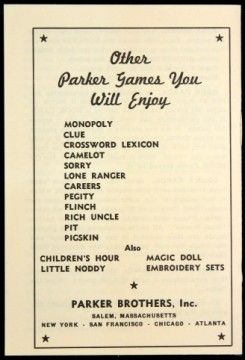 Other
Parker Games You
Will Enjoy
MONOPOLY
CLUE
CROSSWORD LEXICON
CAMELOT
SORRY
LONE RANGER
CAREERS
PEGITY
FLINCH
RICH UNCLE
PIT
PIGSKIN
Also
CHILDREN'S HOUR MAGIC DOLL
LITTLE NODDY EMBROIDERY SETS
PARKER BROTHERS, Inc.
SALEM, MASSACHUSETTS
NEW YORK - SAN FRANCISCO - CHICAGO - ATLANTA